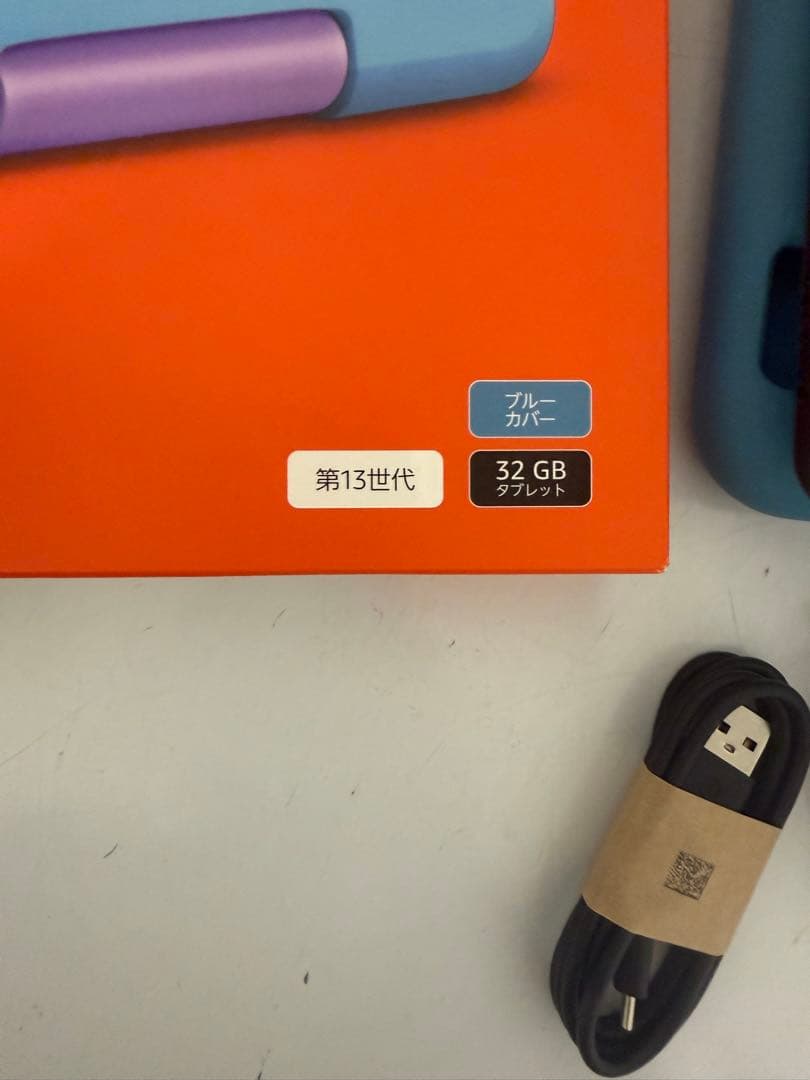 ブルー
カバー
第13世代
32 GB
タブレット